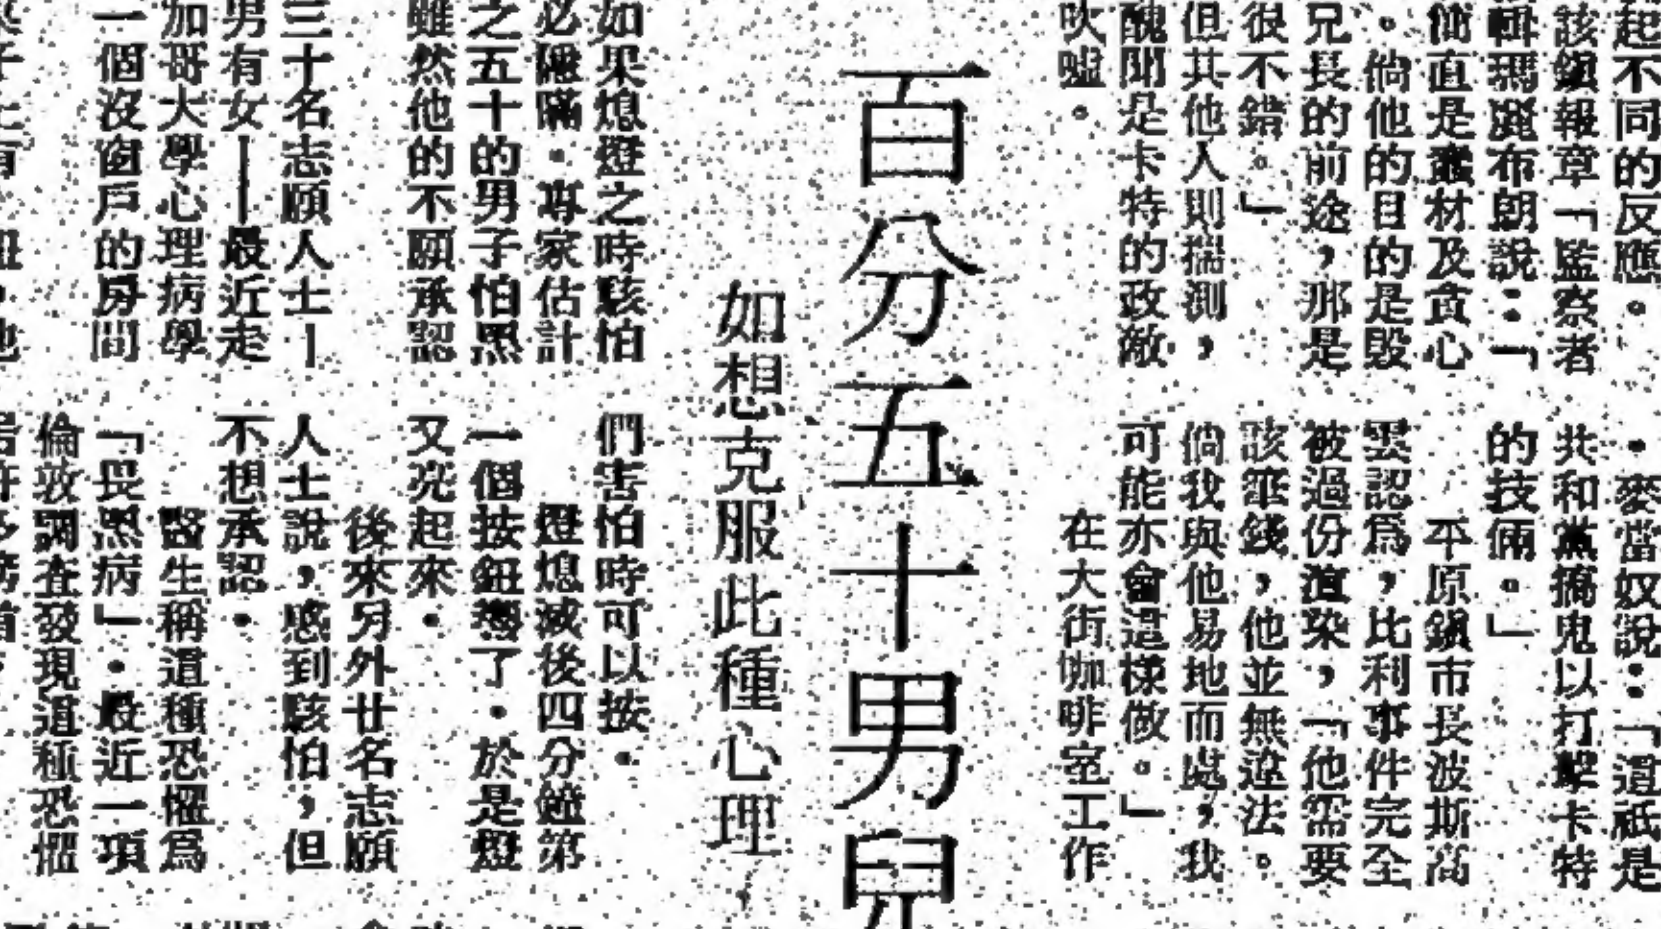 起不同的反應。
該鎮報章「監察者
輯瑪麗布朗說：「
簡直是蠢材及貪心
。倘他的目的是毀
兄長的前途，那是
很不錯。」
但其他人則揣測，
醜聞是卡特的政敵
吹噓。
・麥當奴說：「這祇是
共和黨搞鬼以打擊卡特
的技倆。」
平原鎮市長波斯高
雲認爲，比利事件完全
被過份渲染，「他需要
該筆錢，他並無違法。
倘我與他易地而處，我
可能亦會這樣做。」
在大街咖啡室工作
百分五十男兒
如想克服此種心理，
如果熄燈之時駭怕
必隱瞞・專家估計
之五十的男子怕黑
雖然他的不願承認
三十名志願人士—
男有女——最近走
加哥大學心理病學
一個沒窗戶的房間
們害怕時可以按・
燈熄滅後四分鐘第
一個按鈕響了・於是燈
又亮起來・
後來另外廿名志願
人士說，感到駭怕，但
不想承認・
醫生稱這種恐懼爲
「畏黑病」・最近一項
倫敦調查發現這種恐懼